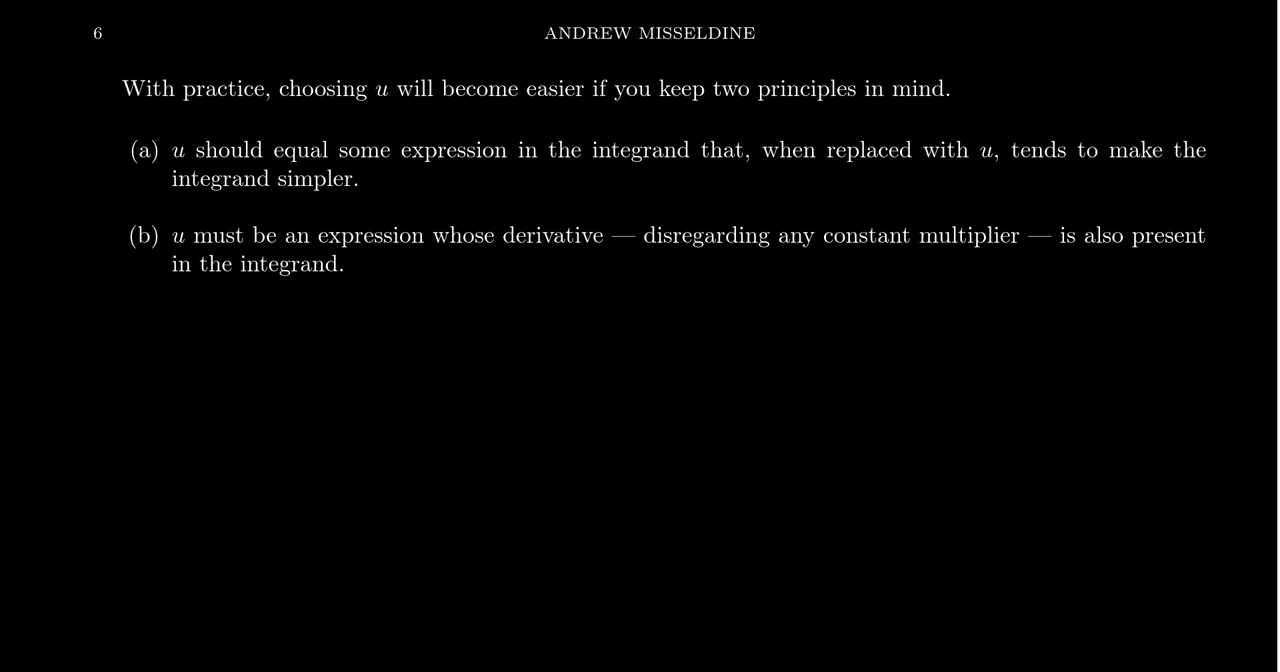 6 ANDREW MISSELDINE
With practice, choosing u will become easier if you keep two principles in mind.
(a) u should equal some expression in the integrand that, when replaced with u, tends to make the
integrand simpler.
(b) u must be an expression whose derivative — disregarding any constant multiplier — is also present
in the integrand.